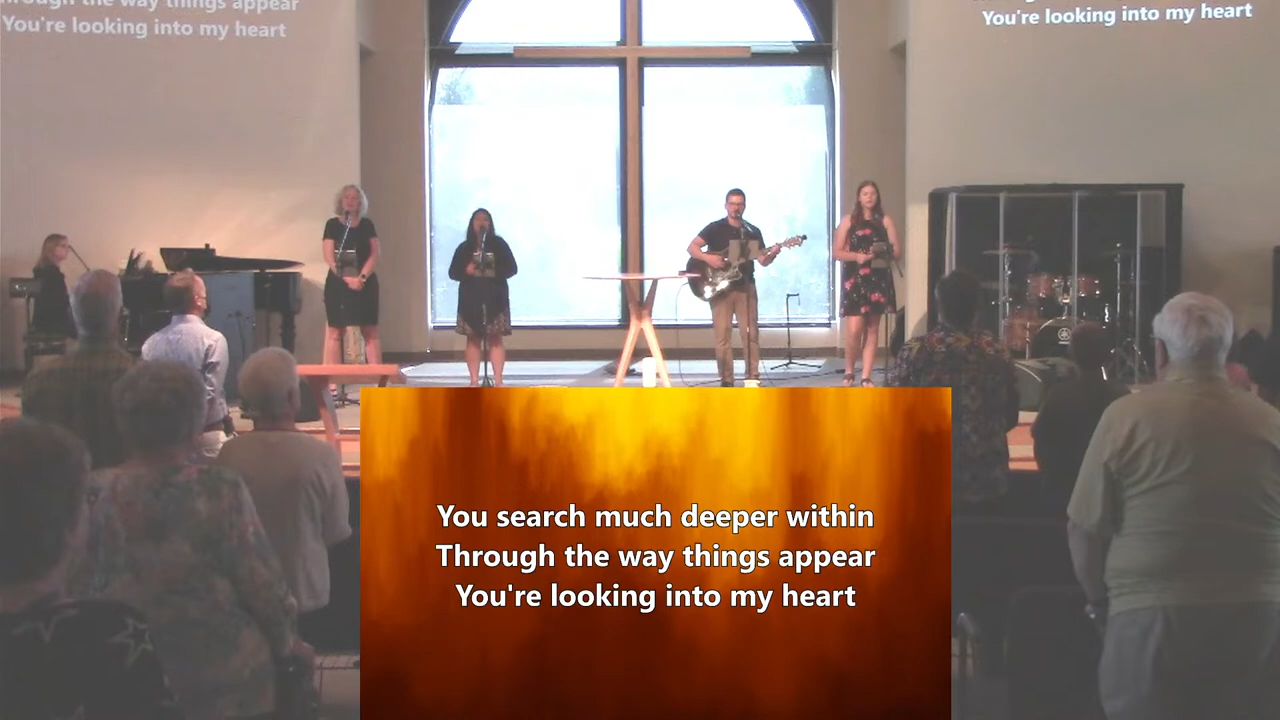 through the way things appear
You're looking into my heart
You're looking into my heart
You search much deeper within
Through the way things appear
You're looking into my heart